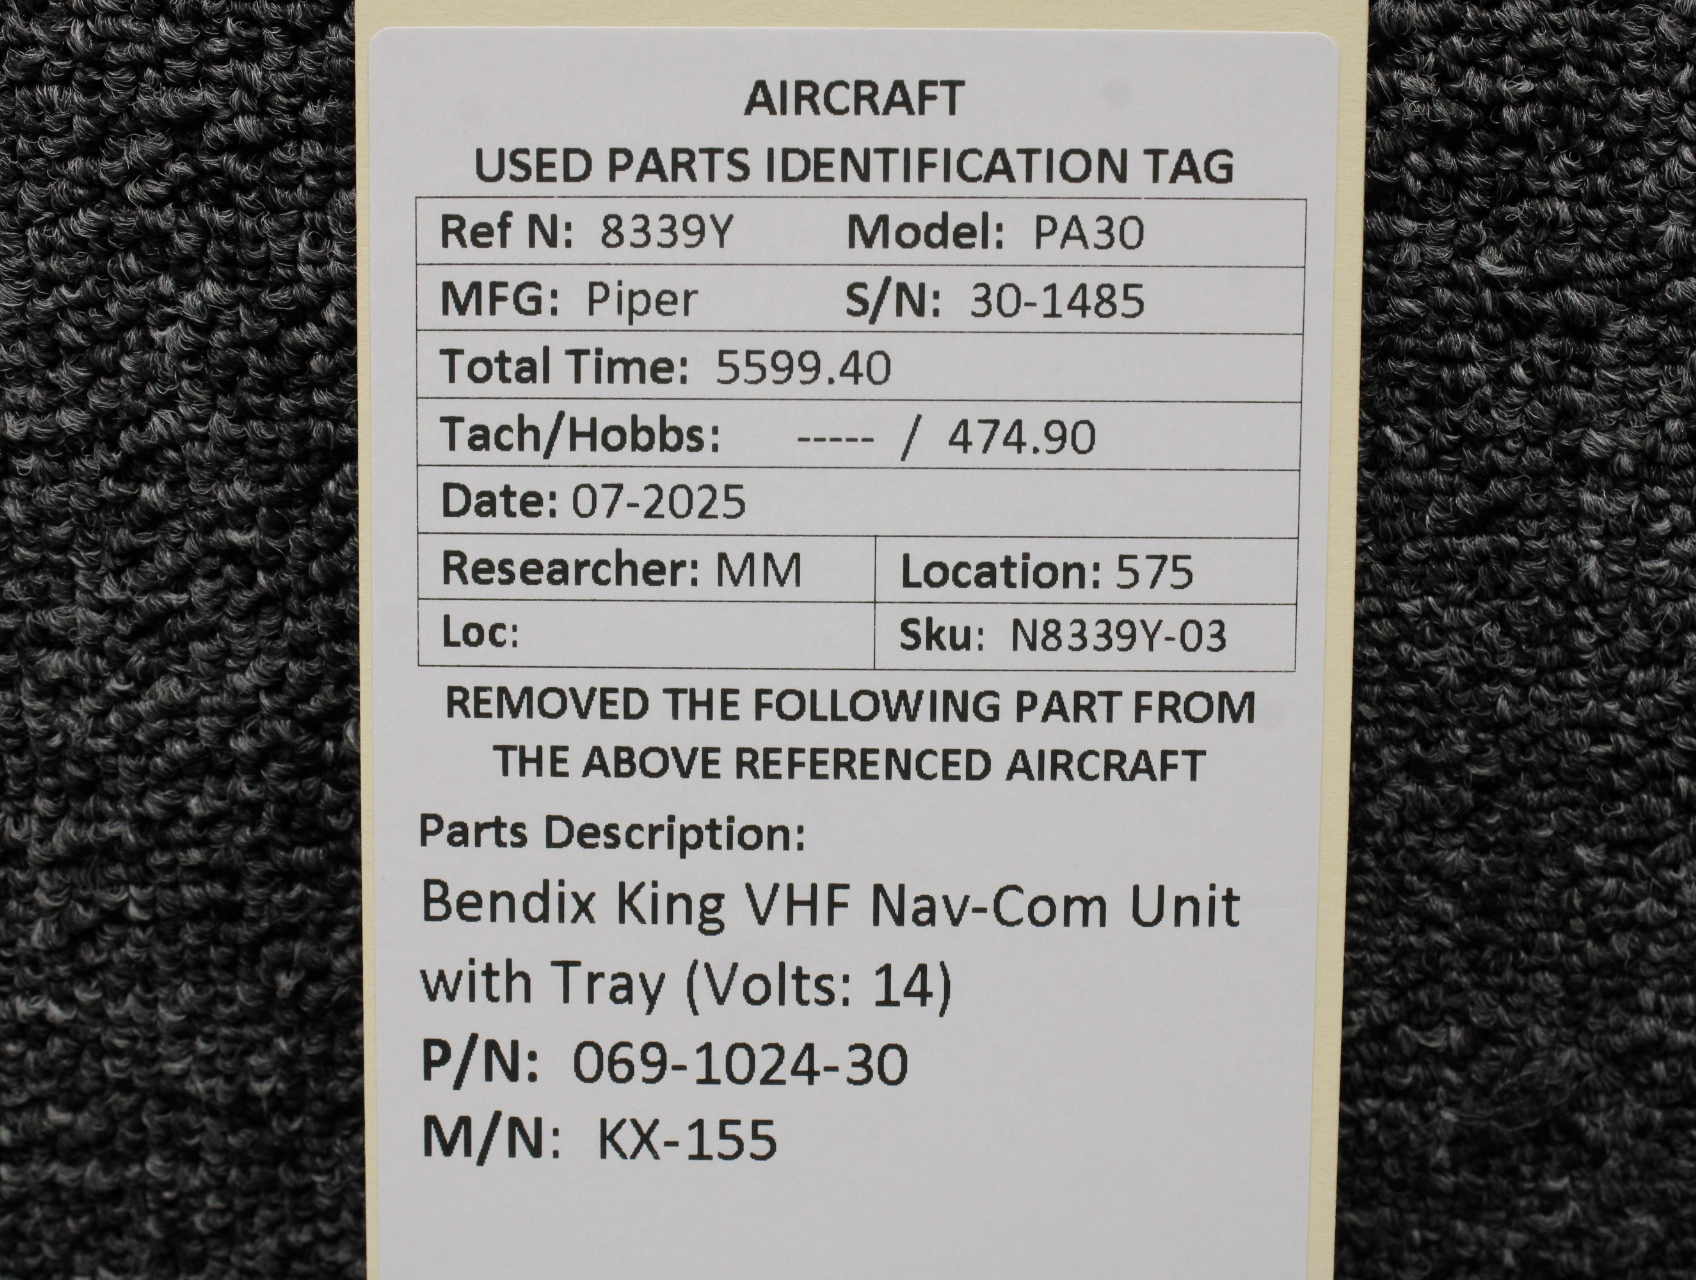 AIRCRAFT
USED PARTS IDENTIFICATION TAG
Ref N: 8339Y Model: PA30
MFG: Piper S/N: 30-1485
Total Time: 5599.40
Tach/Hobbs: ----- / 474.90
Date: 07-2025
Researcher: MM Location: 575
Loc: Sku: N8339Y-03
REMOVED THE FOLLOWING PART FROM
THE ABOVE REFERENCED AIRCRAFT
Parts Description:
Bendix King VHF Nav-Com Unit
with Tray (Volts: 14)
P/N: 069-1024-30
M/N: KX-155